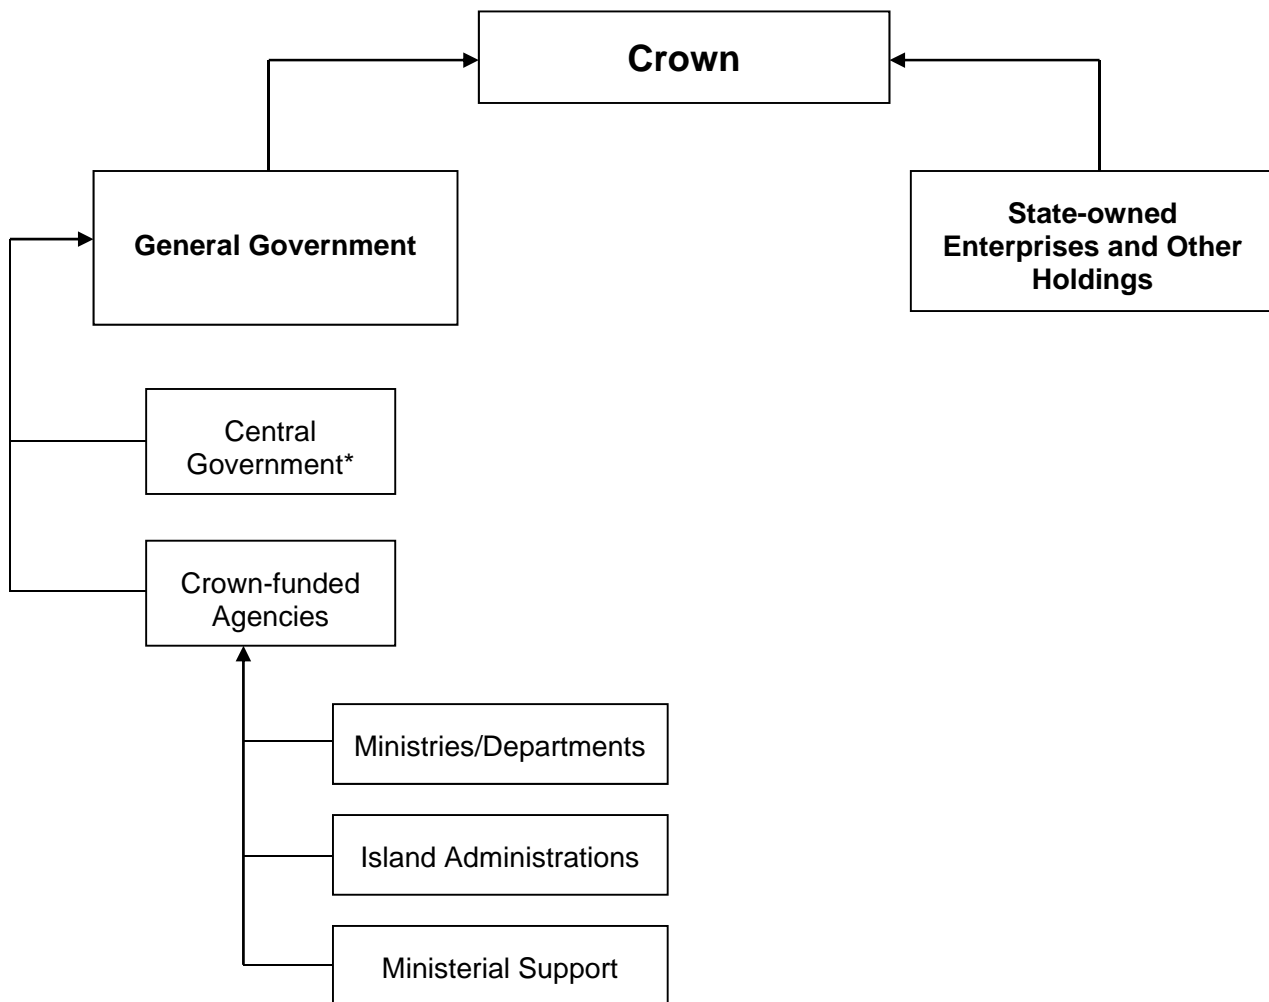 Crown
General Government
State-owned
Enterprises and Other
Holdings
Central
Government*
Crown-funded
Agencies
Ministries/Departments
Island Administrations
Ministerial Support